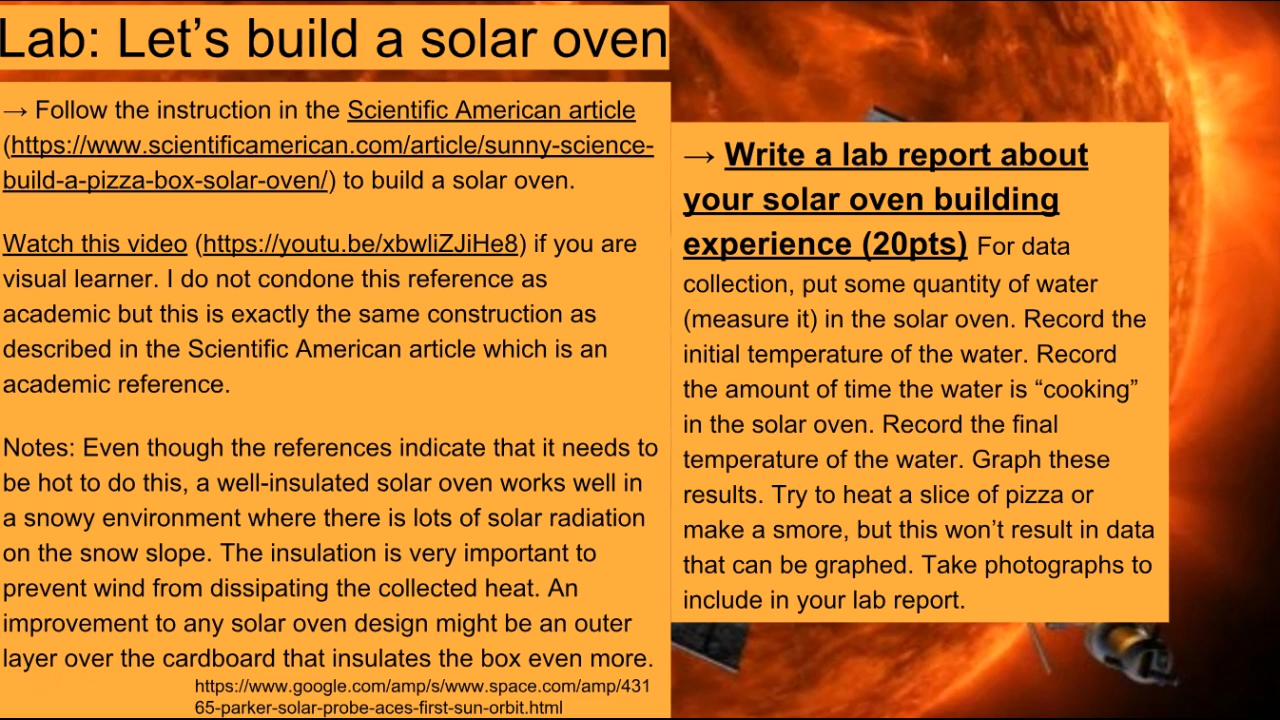 Lab: Let’s build a solar oven
→ Follow the instruction in the Scientific American article
(https://www.scientificamerican.com/article/sunny-science-
build-a-pizza-box-solar-oven/) to build a solar oven.
Watch this video (https://youtu.be/xbwliZJiHe8) if you are
visual learner. I do not condone this reference as
academic but this is exactly the same construction as
described in the Scientific American article which is an
academic reference.
Notes: Even though the references indicate that it needs to
be hot to do this, a well-insulated solar oven works well in
a snowy environment where there is lots of solar radiation
on the snow slope. The insulation is very important to
prevent wind from dissipating the collected heat. An
improvement to any solar oven design might be an outer
layer over the cardboard that insulates the box even more.
https://www.google.com/amp/s/www.space.com/amp/431
65-parker-solar-probe-aces-first-sun-orbit.html
→ Write a lab report about
your solar oven building
experience (20pts) For data
collection, put some quantity of water
(measure it) in the solar oven. Record the
initial temperature of the water. Record
the amount of time the water is “cooking”
in the solar oven. Record the final
temperature of the water. Graph these
results. Try to heat a slice of pizza or
make a smore, but this won’t result in data
that can be graphed. Take photographs to
include in your lab report.